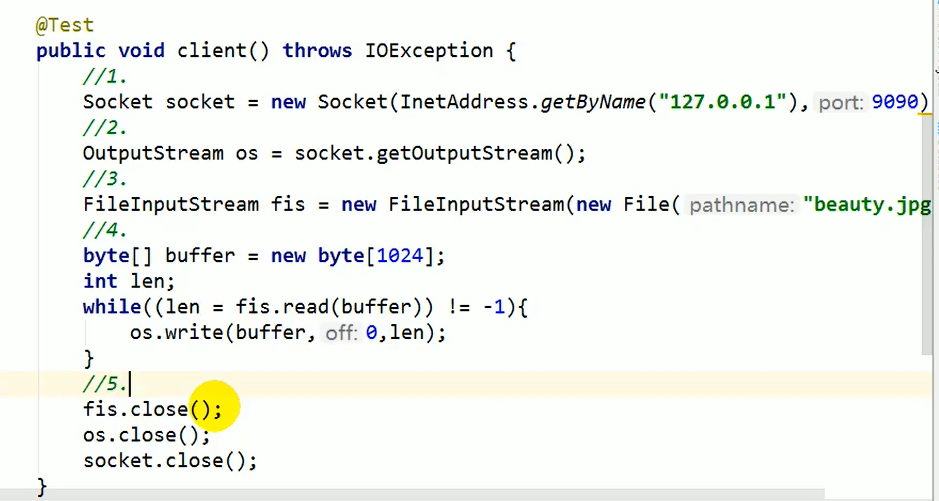 @Test
public void client() throws IOException {
//1.
Socket socket = new Socket(InetAddress.getByName("127.0.0.1"), port: 9090)
//2.
OutputStream os = socket.getOutputStream();
//3.
FileInputStream fis = new FileInputStream(new File( pathname: "beauty.jpg
//4.
byte[] buffer = new byte[1024];
int len;
while((len = fis.read(buffer)) != -1){
os.write(buffer, off: 0,len);
}
//5.
fis.close();
os.close();
socket.close();
}